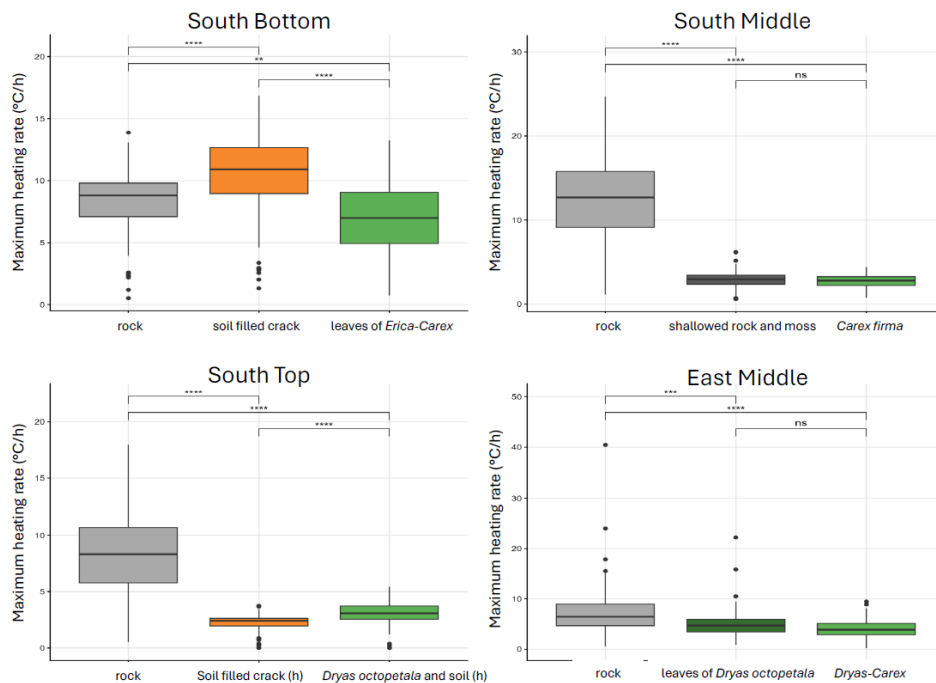 South Bottom
Maximum heating rate (°C/h)
20
15
10
5
0
****
**
****
rock
soil filled crack
leaves of Erica-Carex
South Middle
Maximum heating rate (°C/h)
30
20
10
0
****
****
ns
rock
shallowed rock and moss
Carex firma
South Top
Maximum heating rate (°C/h)
20
15
10
5
0
****
****
****
rock
Soil filled crack (h)
Dryas octopetala and soil (h)
East Middle
Maximum heating rate (°C/h)
50
40
30
20
10
0
***
****
ns
rock
leaves of Dryas octopetala
Dryas-Carex